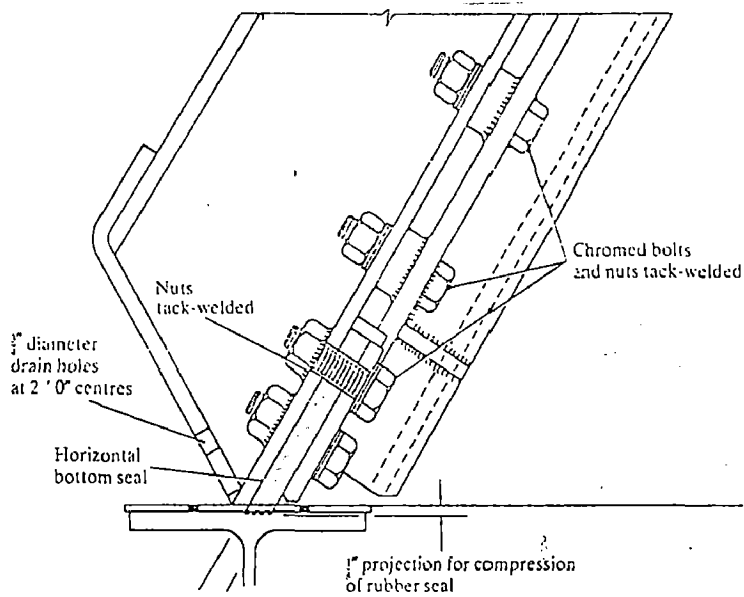 Chromed bolts
and nuts tack-welded
Nuts
tack-welded
diameter
drain holes
at 2' 0" centres
Horizontal
bottom seal
projection for compression
of rubber seal